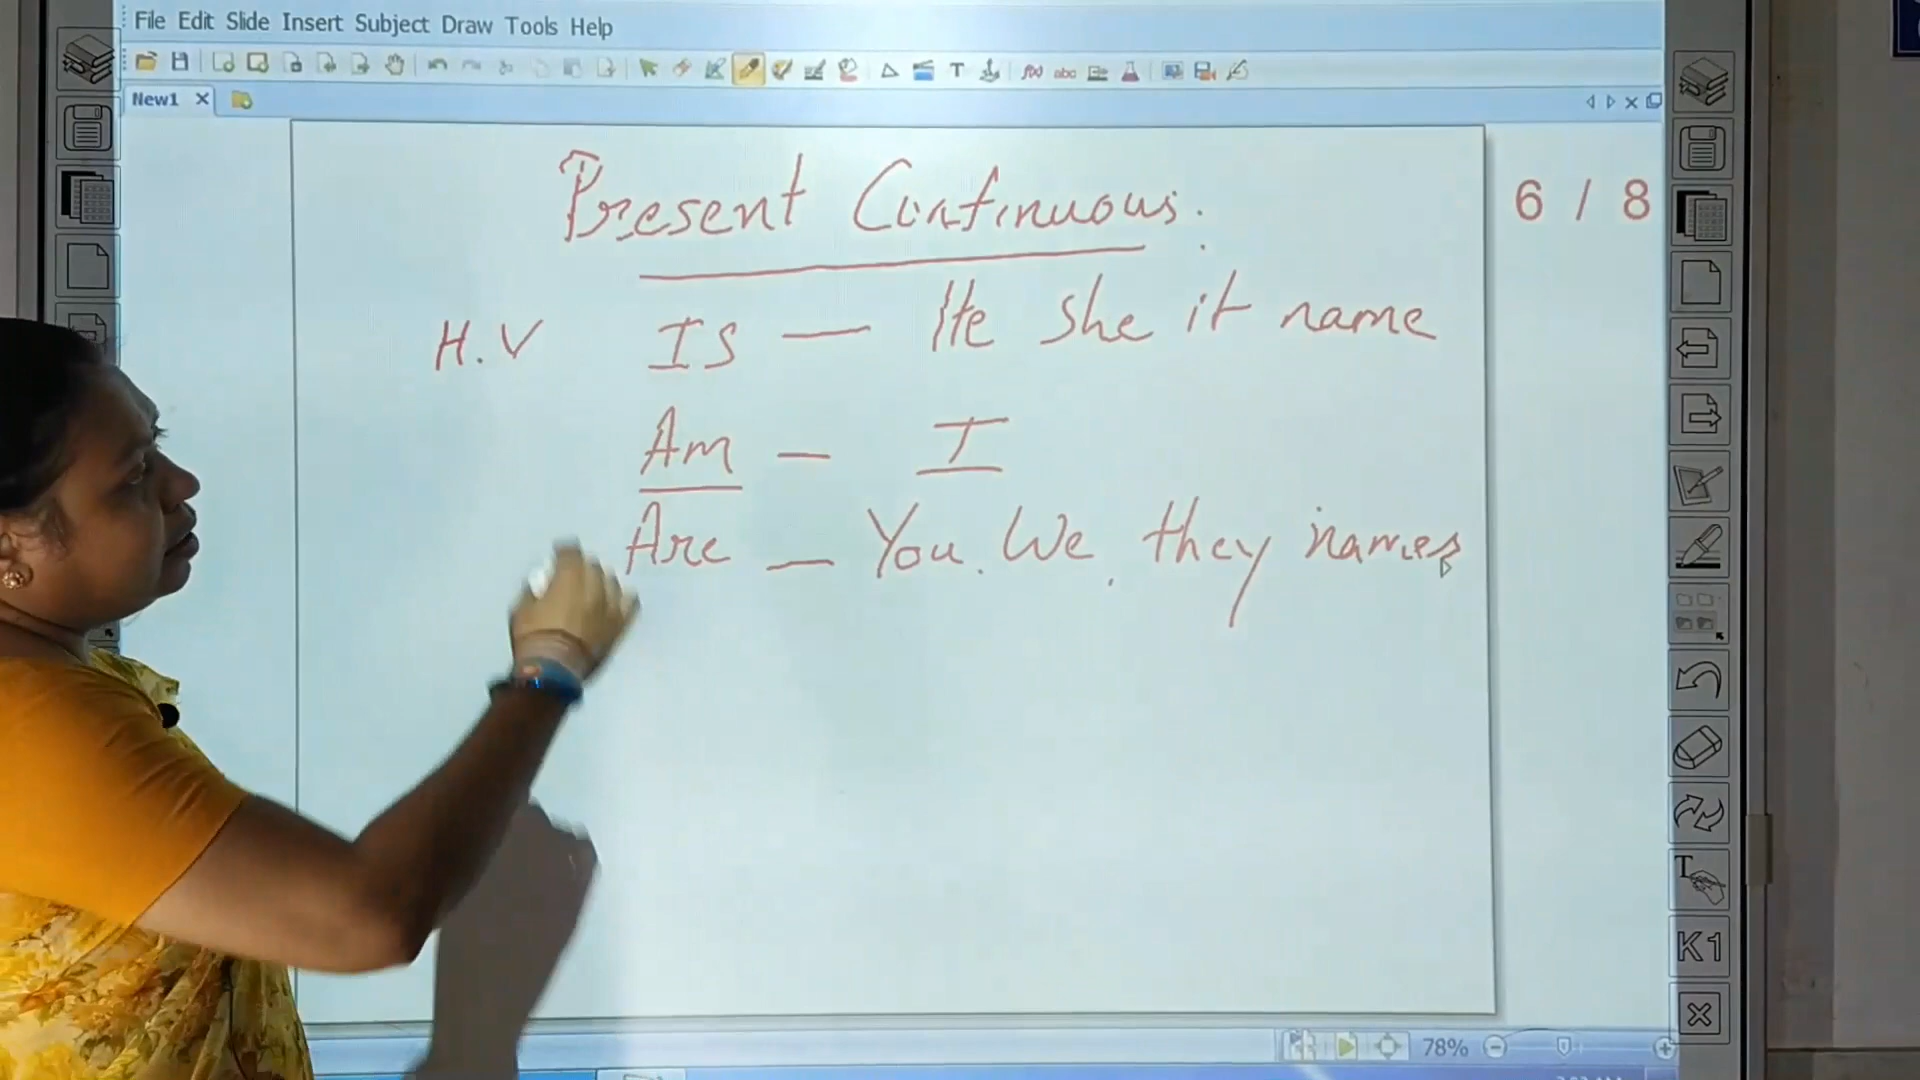 File Edit Slide Insert Subject Draw Tools Help
New1
Present Continuous.
6 / 8
H.V Is — He She it name
Am — I
Are — You. We. they names
K1
78%